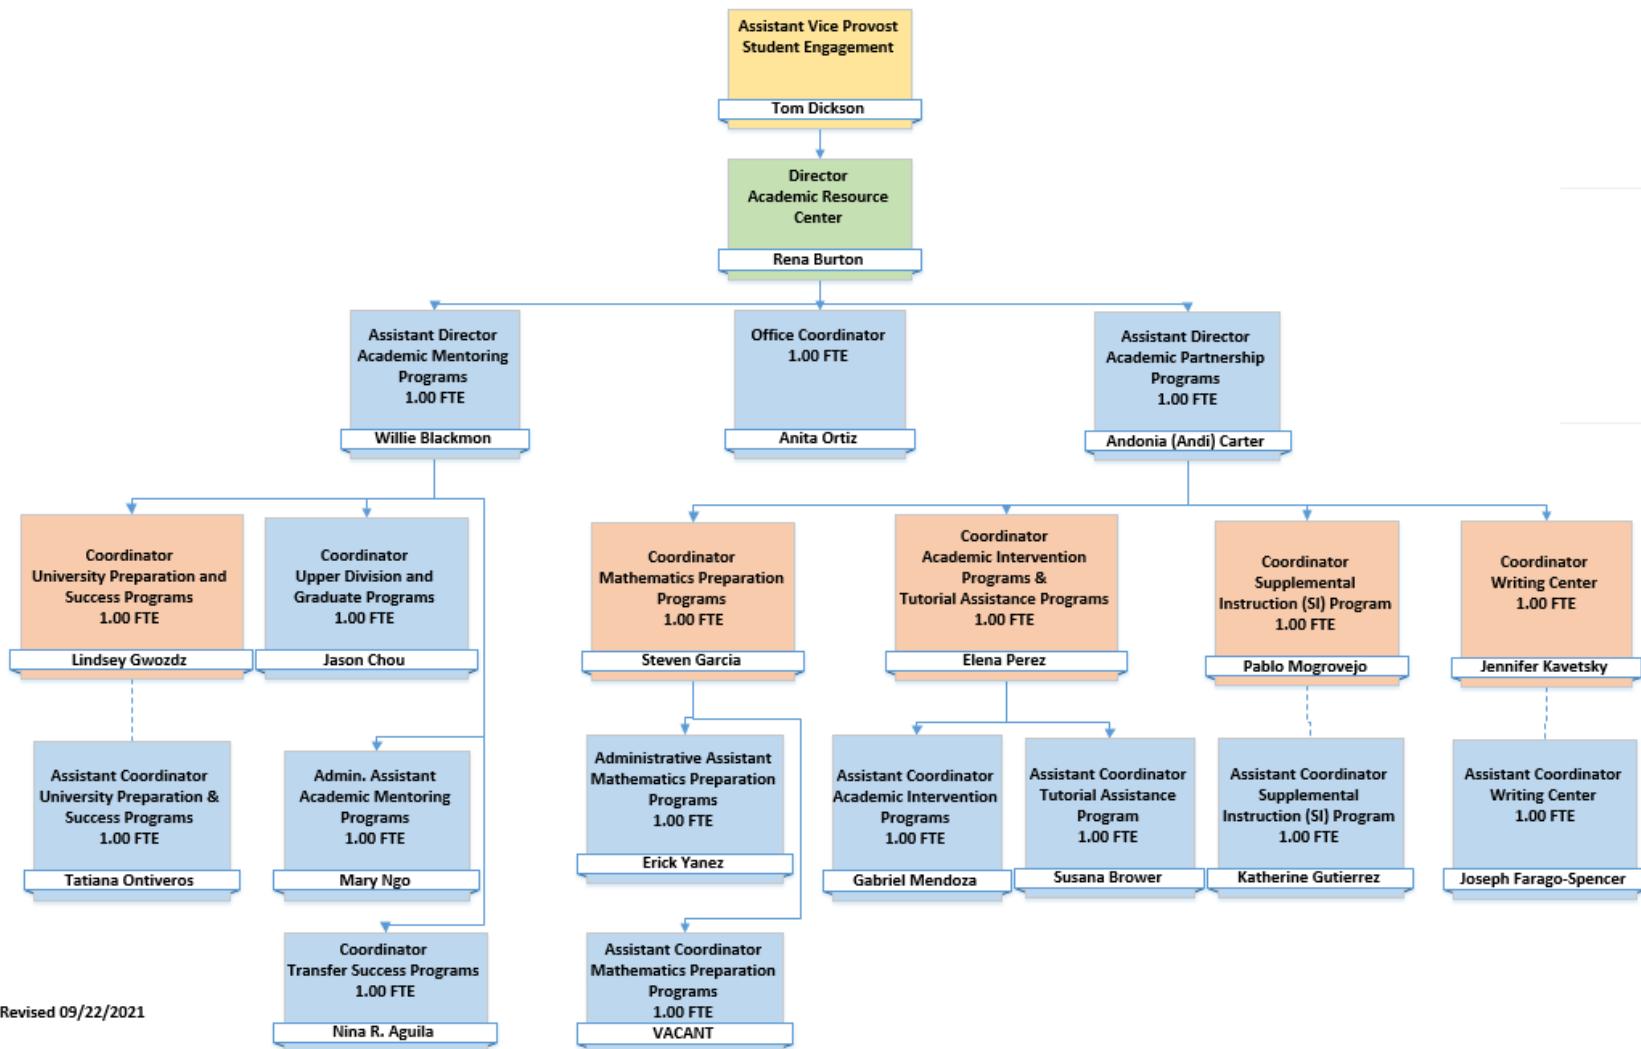 Assistant Vice Provost
Student Engagement
Tom Dickson
Director
Academic Resource
Center
Rena Burton
Assistant Director
Academic Mentoring
Programs
1.00 FTE
Willie Blackmon
Office Coordinator
1.00 FTE
Anita Ortiz
Assistant Director
Academic Partnership
Programs
1.00 FTE
Andonia (Andi) Carter
Coordinator
University Preparation and
Success Programs
1.00 FTE
Lindsey Gwozdz
Coordinator
Upper Division and
Graduate Programs
1.00 FTE
Jason Chou
Coordinator
Mathematics Preparation
Programs
1.00 FTE
Steven Garcia
Coordinator
Academic Intervention
Programs &
Tutorial Assistance Programs
1.00 FTE
Elena Perez
Coordinator
Supplemental
Instruction (SI) Program
1.00 FTE
Pablo Mogrovejo
Coordinator
Writing Center
1.00 FTE
Jennifer Kavetsky
Assistant Coordinator
University Preparation &
Success Programs
1.00 FTE
Tatiana Ontiveros
Admin. Assistant
Academic Mentoring
Programs
1.00 FTE
Mary Ngo
Administrative Assistant
Mathematics Preparation
Programs
1.00 FTE
Erick Yanez
Assistant Coordinator
Academic Intervention
Programs
1.00 FTE
Gabriel Mendoza
Assistant Coordinator
Tutorial Assistance
Program
1.00 FTE
Susana Brower
Assistant Coordinator
Supplemental
Instruction (SI) Program
1.00 FTE
Katherine Gutierrez
Assistant Coordinator
Writing Center
1.00 FTE
Joseph Farago-Spencer
Coordinator
Transfer Success Programs
1.00 FTE
Nina R. Aguila
Assistant Coordinator
Mathematics Preparation
Programs
1.00 FTE
VACANT
Revised 09/22/2021